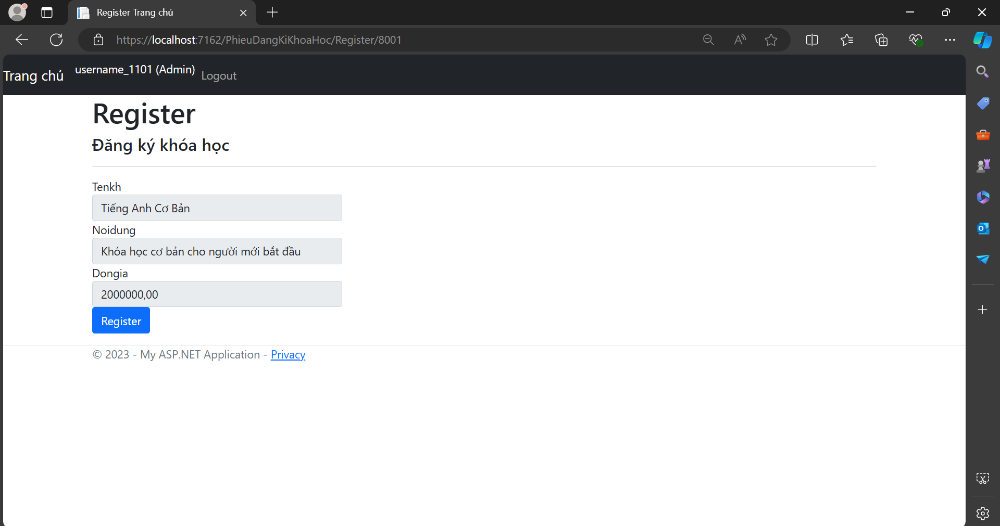 Register Trang chủ
https://localhost:7162/PhieuDangKiKhoaHoc/Register/8001
Trang chủ username_1101 (Admin) Logout
Register
Đăng ký khóa học
Tenkh
Tiếng Anh Cơ Bản
Noidung
Khóa học cơ bản cho người mới bắt đầu
Dongia
2000000,00
Register
© 2023 - My ASP.NET Application - Privacy